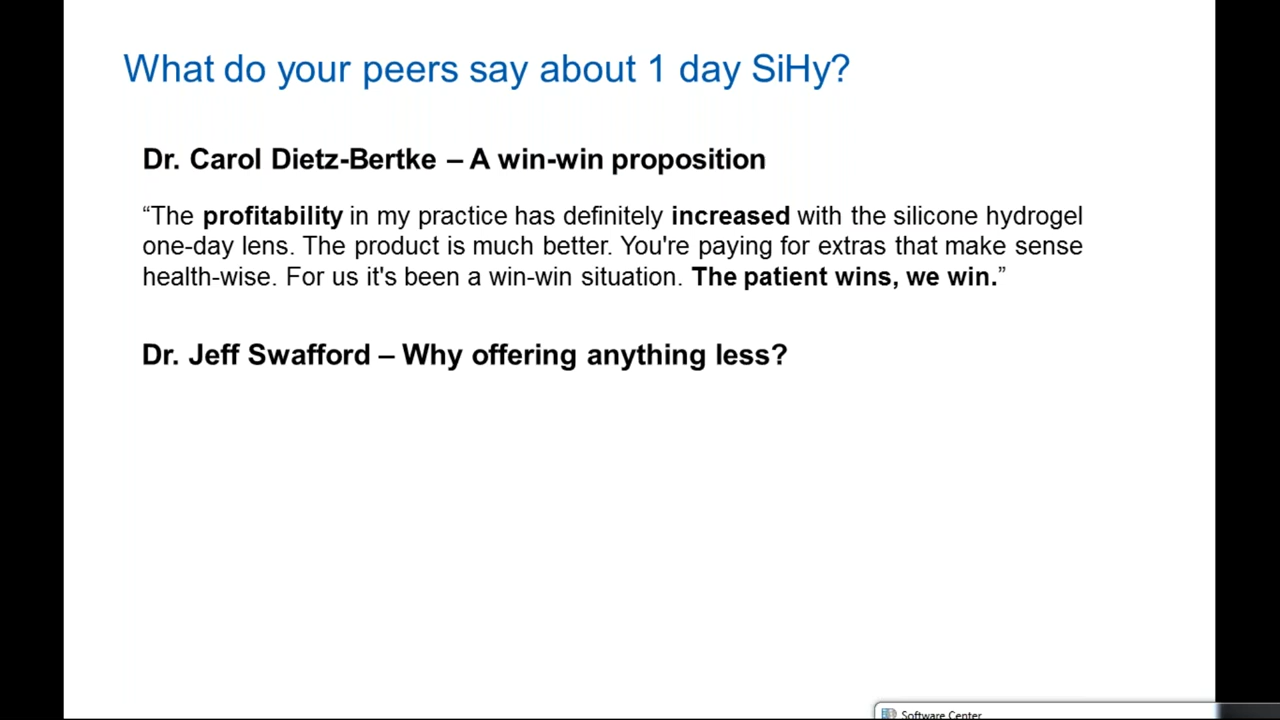 What do your peers say about 1 day SiHy?
Dr. Carol Dietz-Bertke – A win-win proposition
“The profitability in my practice has definitely increased with the silicone hydrogel
one-day lens. The product is much better. You're paying for extras that make sense
health-wise. For us it's been a win-win situation. The patient wins, we win.”
Dr. Jeff Swafford – Why offering anything less?
Software Center